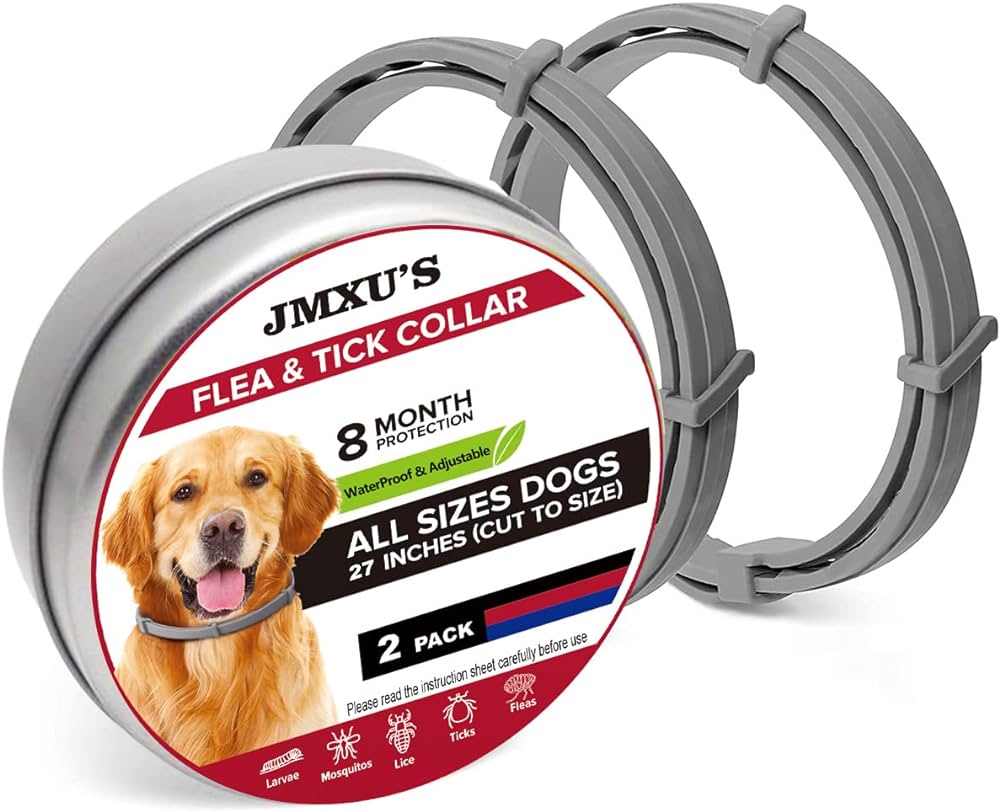 JMXU'S
FLEA & TICK COLLAR
8 MONTH
PROTECTION
WaterProof & Adjustable
ALL SIZES DOGS
27 INCHES (CUT TO SIZE)
2 PACK
Please read the instruction sheet carefully before use
Larvae
Mosquitos
Lice
Ticks
Fleas